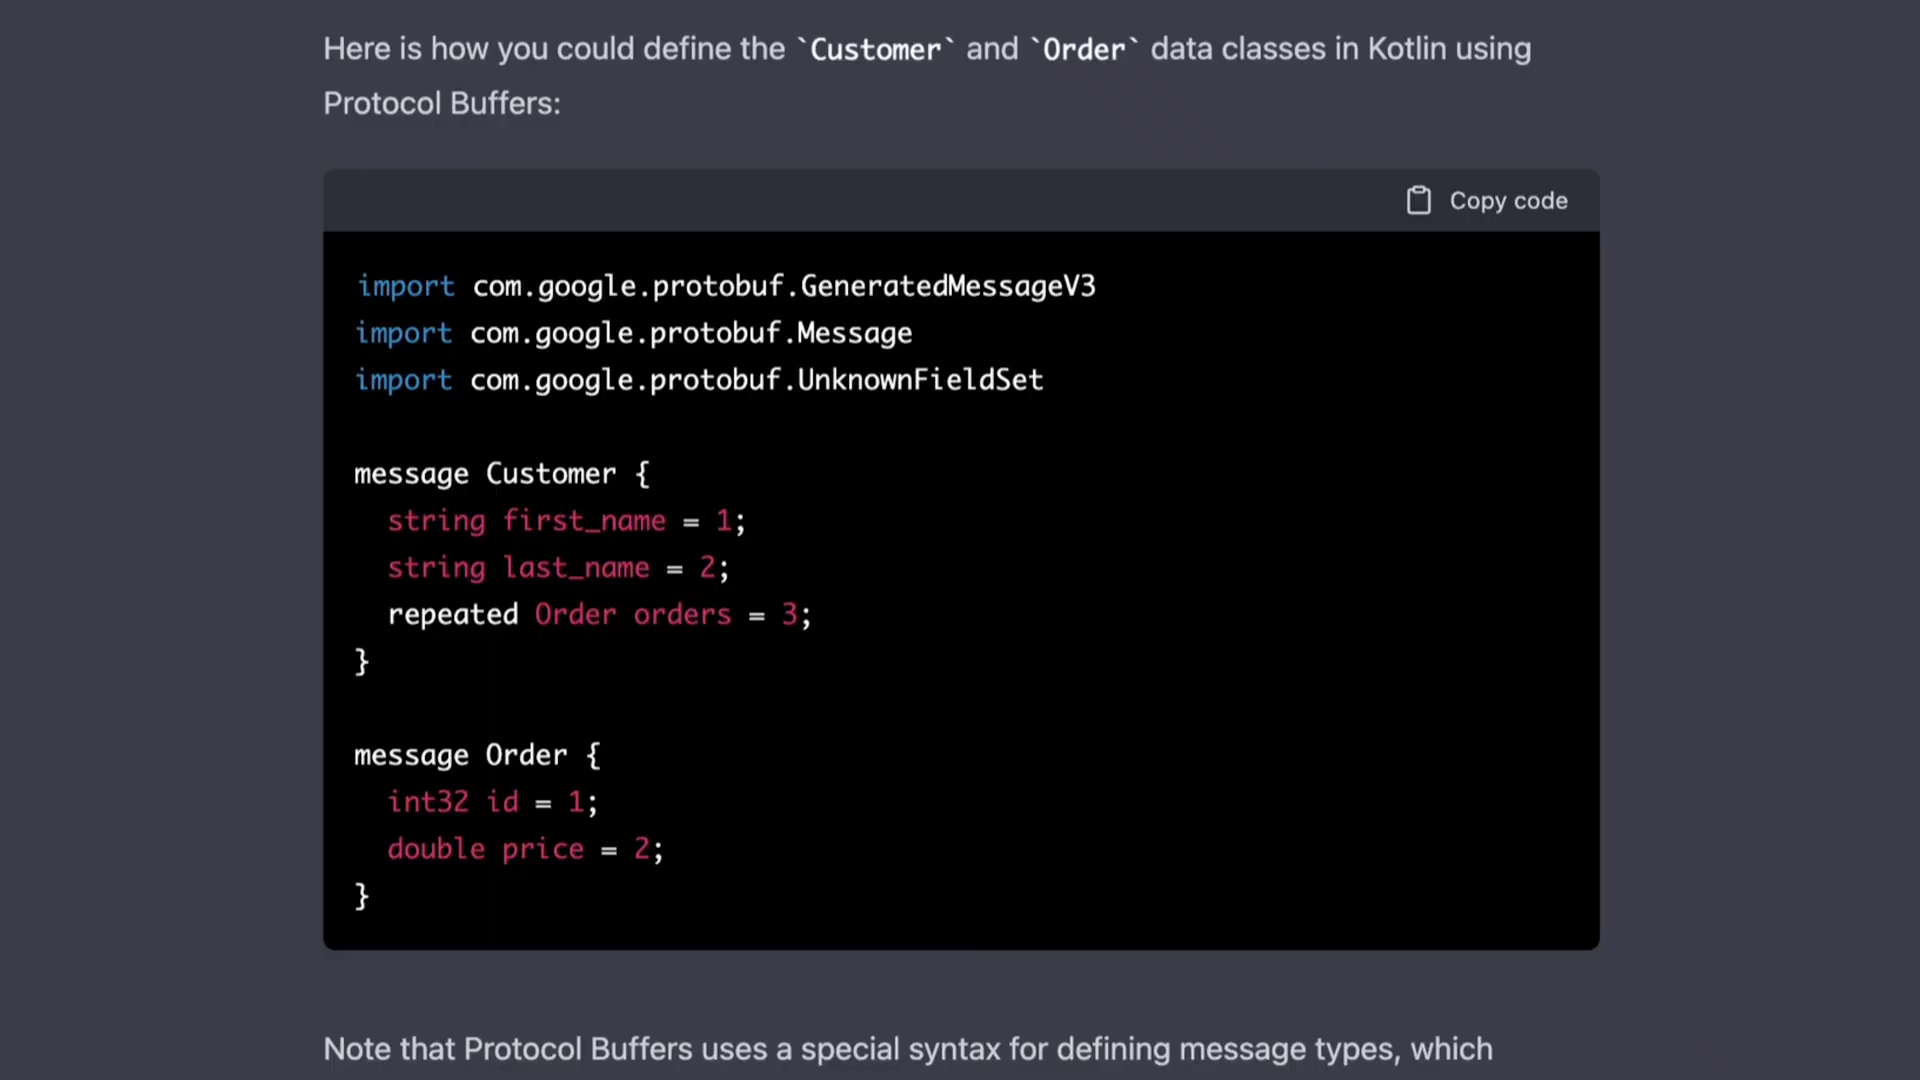 Here is how you could define the `Customer` and `Order` data classes in Kotlin using
Protocol Buffers:
Copy code
import com.google.protobuf.GeneratedMessageV3
import com.google.protobuf.Message
import com.google.protobuf.UnknownFieldSet
message Customer {
  string first_name = 1;
  string last_name = 2;
  repeated Order orders = 3;
}
message Order {
  int32 id = 1;
  double price = 2;
}
Note that Protocol Buffers uses a special syntax for defining message types, which